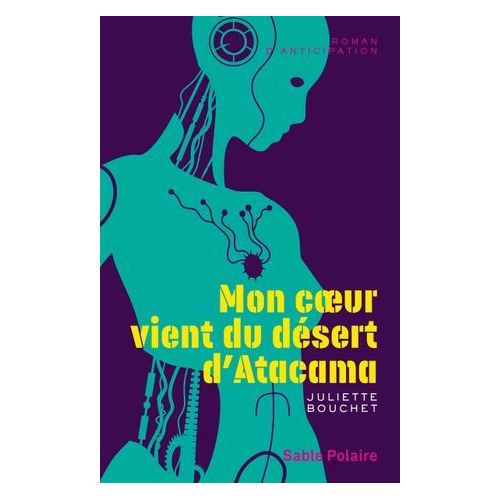 ROMAN
D'ANTICIPATION
Mon cœur
vient du désert
d'Atacama
JULIETTE
BOUCHET
Sable Polaire